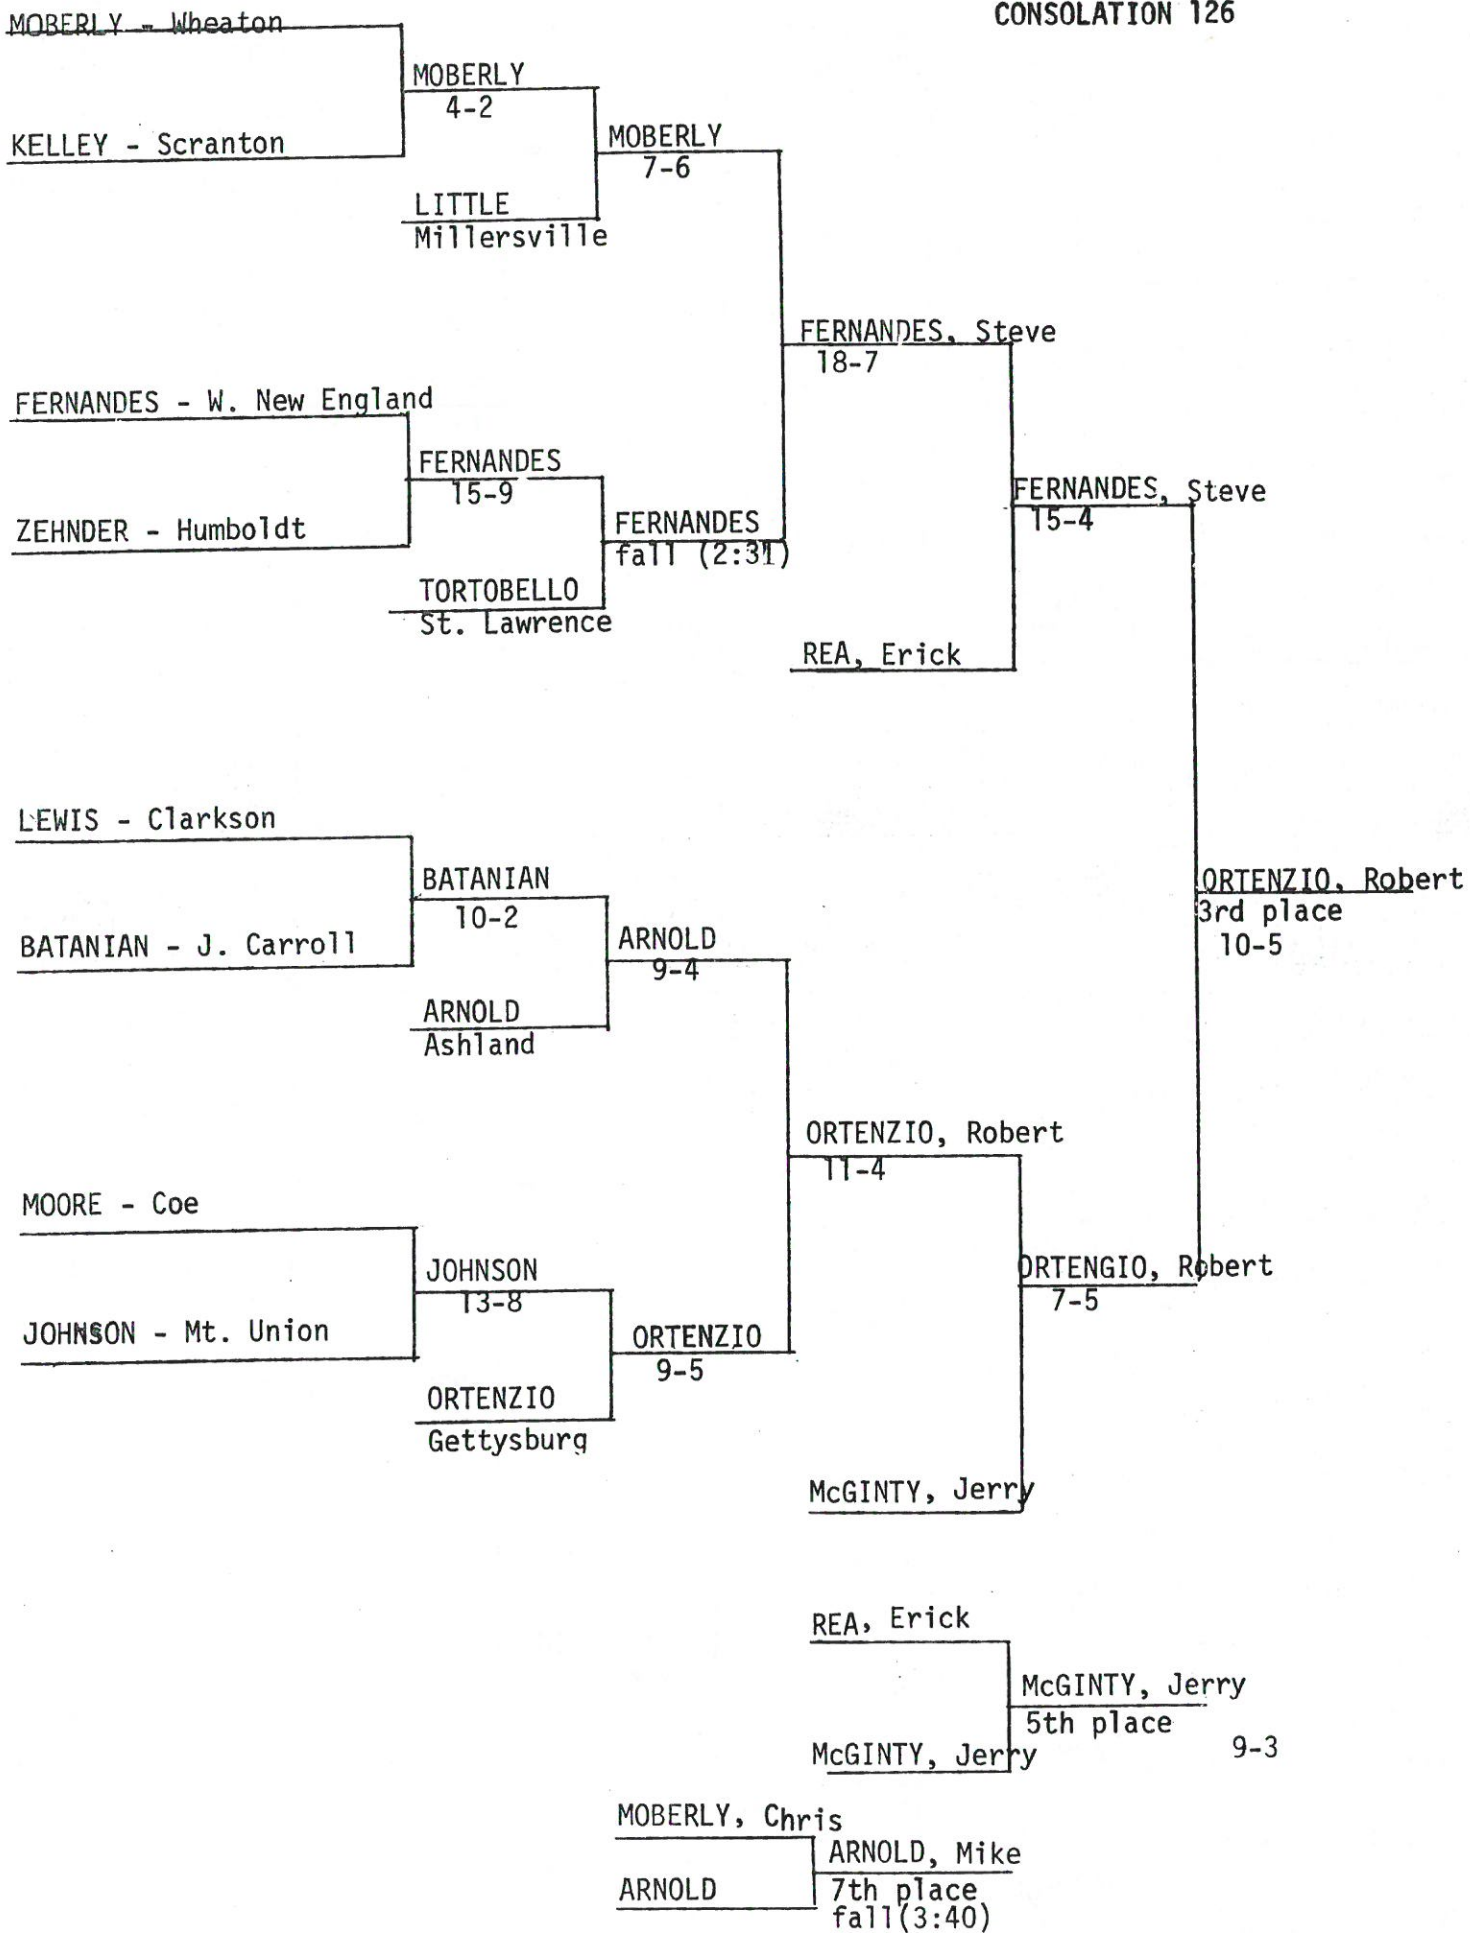 CONSOLATION 126
MOBERLY - Wheaton
MOBERLY
4-2
KELLEY - Scranton
MOBERLY
7-6
LITTLE
Millersville
FERNANDES, Steve
18-7
FERNANDES - W. New England
FERNANDES
15-9
FERNANDES, Steve
15-4
ZEHNDER - Humboldt
FERNANDES
fall (2:31)
TORTOBELLO
St. Lawrence
REA, Erick
LEWIS - Clarkson
BATANIAN
10-2
ORTENZIO, Robert
3rd place
10-5
BATANIAN - J. Carroll
ARNOLD
9-4
ARNOLD
Ashland
ORTENZIO, Robert
11-4
MOORE - Coe
JOHNSON
13-8
ORTENGIO, Robert
7-5
JOHNSON - Mt. Union
ORTENZIO
9-5
ORTENZIO
Gettysburg
McGINTY, Jerry
REA, Erick
McGINTY, Jerry
5th place
9-3
McGINTY, Jerry
MOBERLY, Chris
ARNOLD, Mike
7th place
fall(3:40)
ARNOLD